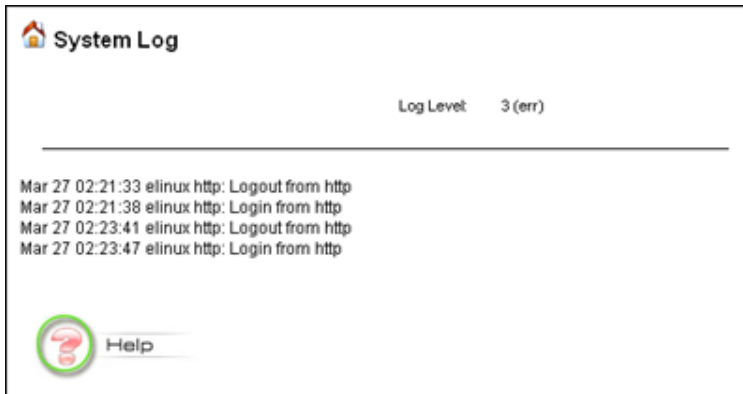 System Log
Log Level: 3 (err)
Mar 27 02:21:33 elinux http: Logout from http
Mar 27 02:21:38 elinux http: Login from http
Mar 27 02:23:41 elinux http: Logout from http
Mar 27 02:23:47 elinux http: Login from http
? Help